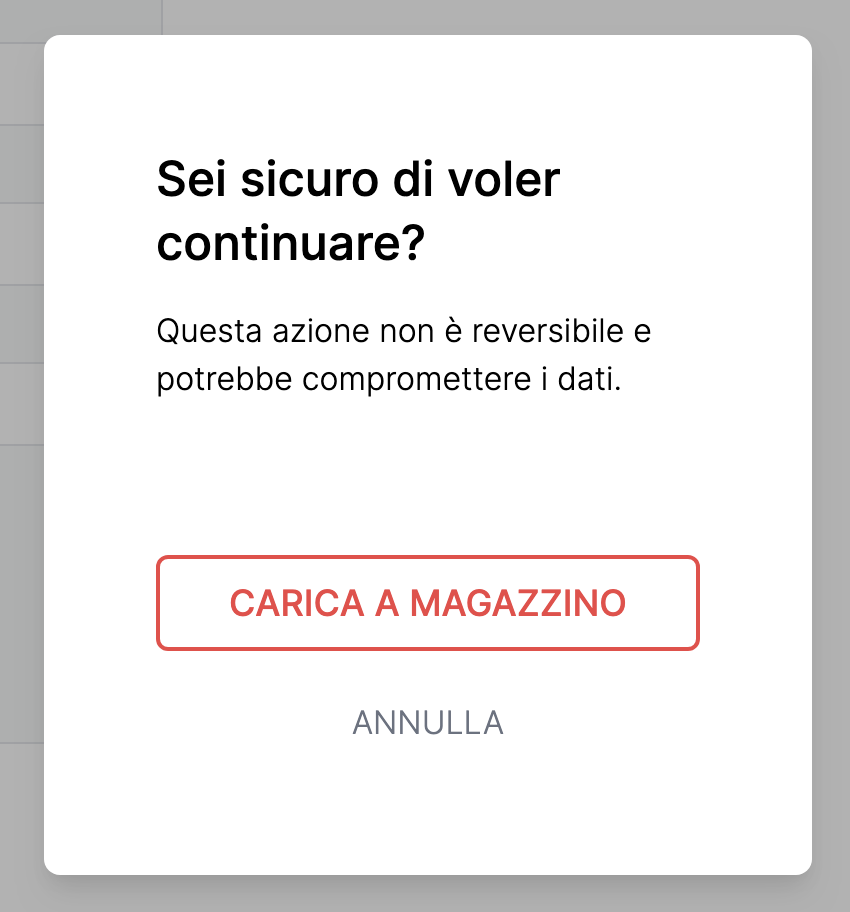 Sei sicuro di voler
continuare?
Questa azione non è reversibile e
potrebbe compromettere i dati.
CARICA A MAGAZZINO
ANNULLA